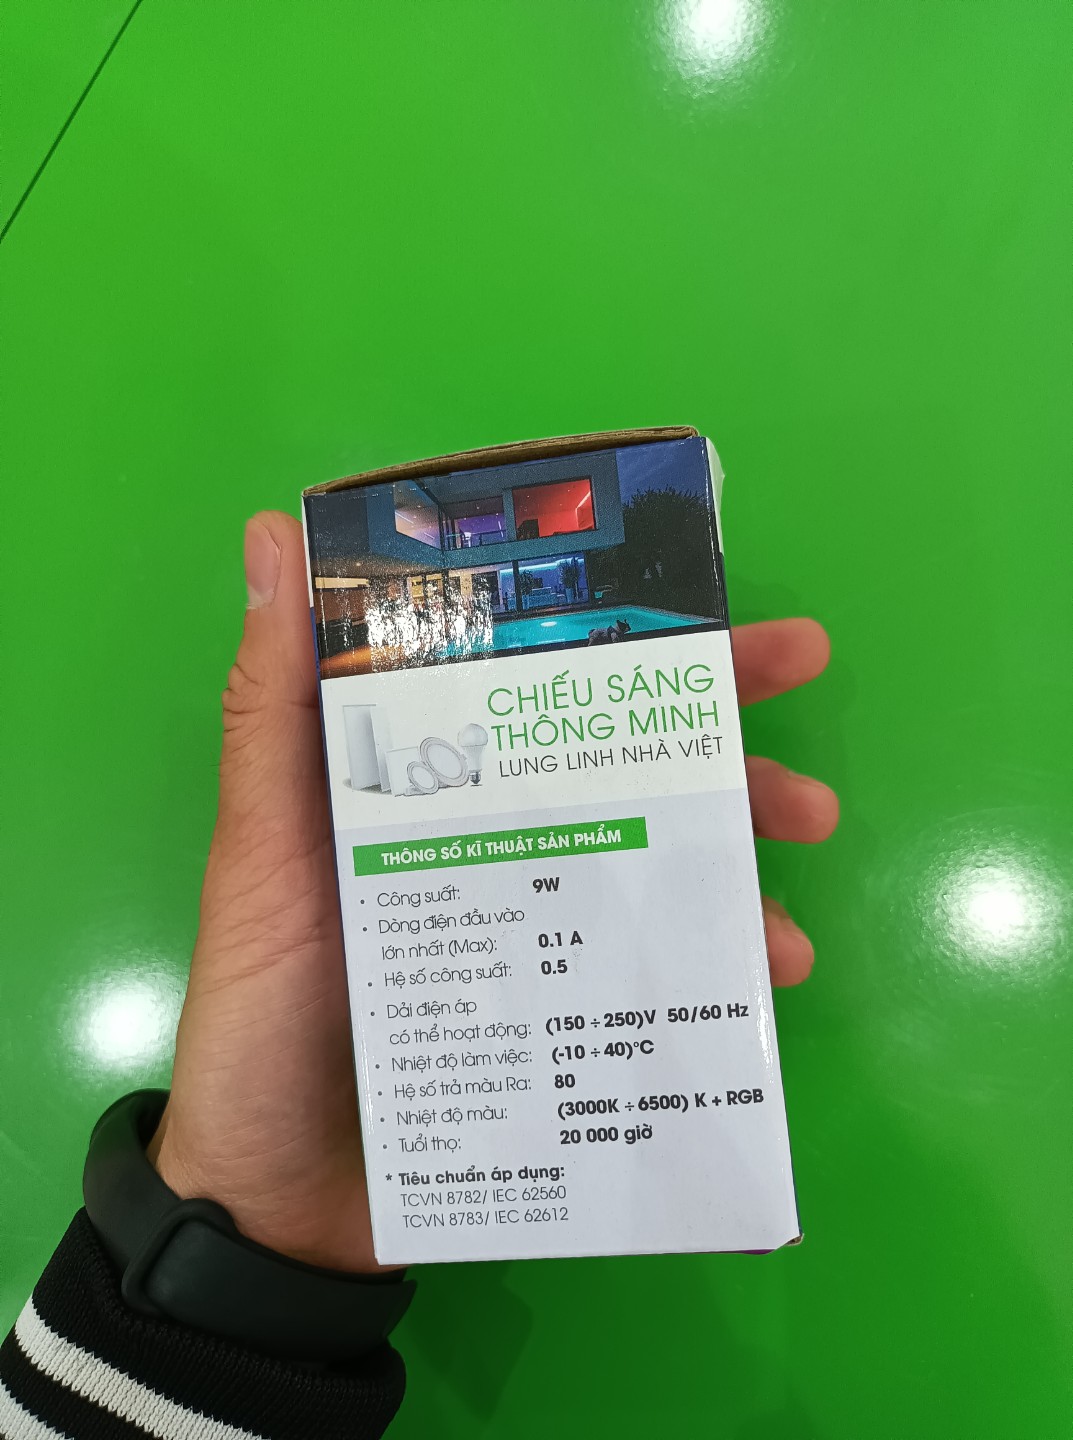 CHIẾU SÁNG
THÔNG MINH
LUNG LINH NHÀ VIỆT
THÔNG SỐ KĨ THUẬT SẢN PHẨM
• Công suất: 9W
• Dòng điện đầu vào
lớn nhất (Max): 0.1 A
• Hệ số công suất: 0.5
• Dải điện áp
có thể hoạt động: (150 ÷ 250)V 50/60 Hz
• Nhiệt độ làm việc: (-10 ÷ 40)°C
• Hệ số trả màu Ra: 80
• Nhiệt độ màu: (3000K ÷ 6500) K + RGB
• Tuổi thọ: 20 000 giờ
* Tiêu chuẩn áp dụng:
TCVN 8782/ IEC 62560
TCVN 8783/ IEC 62612